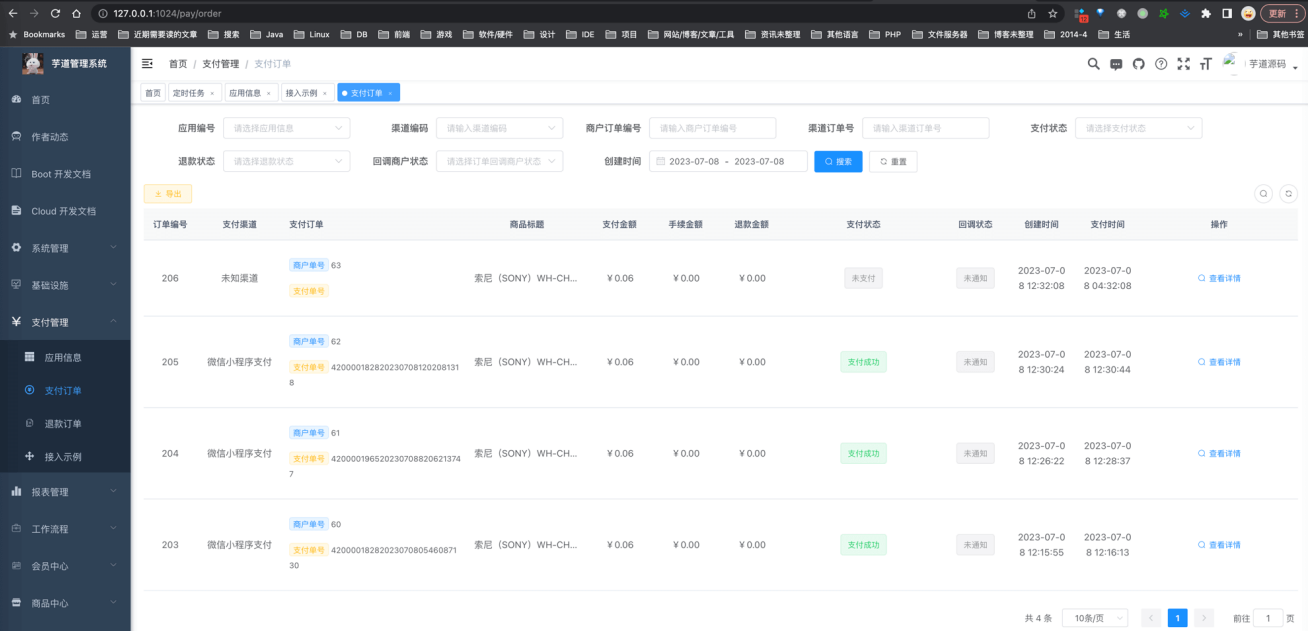 127.0.0.1:1024/pay/order
12
更新
Bookmarks 运营 近期需要读的文章 搜索 Java Linux DB 前端 游戏 软件/硬件 设计 IDE 项目 网站/博客/文章/工具 资讯未整理 其他语言 PHP 文件服务器 博客未整理 2014-4 生活 » 其他书签
芋道管理系统
首页 / 支付管理 / 支付订单
芋道源码
首页 定时任务 × 应用信息 × 接入示例 × 支付订单 ×
首页
作者动态
Boot 开发文档
Cloud 开发文档
系统管理
基础设施
支付管理
应用信息
支付订单
退款订单
接入示例
报表管理
工作流程
会员中心
商品中心
应用编号 请选择应用信息 渠道编码 请输入渠道编码 商户订单编号 请输入商户订单编号 渠道订单号 请输入渠道订单号 支付状态 请选择支付状态
退款状态 请选择退款状态 回调商户状态 请选择订单回调商户状态 创建时间 2023-07-08 - 2023-07-08 搜索 重置
导出
订单编号 支付渠道 支付订单 商品标题 支付金额 手续金额 退款金额 支付状态 回调状态 创建时间 支付时间 操作
206 未知渠道 商户单号 63 支付单号 索尼（SONY）WH-CH... ￥0.06 ￥0.00 ￥0.00 未支付 未通知 2023-07-0
8 12:32:08 2023-07-0
8 04:32:08 查看详情
205 微信小程序支付 商户单号 62
支付单号 420000182820230708120208131
8 索尼（SONY）WH-CH... ￥0.06 ￥0.00 ￥0.00 支付成功 未通知 2023-07-0
8 12:30:24 2023-07-0
8 12:30:44 查看详情
204 微信小程序支付 商户单号 61
支付单号 420000196520230708820621374
7 索尼（SONY）WH-CH... ￥0.06 ￥0.00 ￥0.00 支付成功 未通知 2023-07-0
8 12:26:22 2023-07-0
8 12:28:37 查看详情
203 微信小程序支付 商户单号 60
支付单号 42000018282023070805460871
30 索尼（SONY）WH-CH... ￥0.06 ￥0.00 ￥0.00 支付成功 未通知 2023-07-0
8 12:15:55 2023-07-0
8 12:16:13 查看详情
共 4 条 10条/页 1 前往 1 页